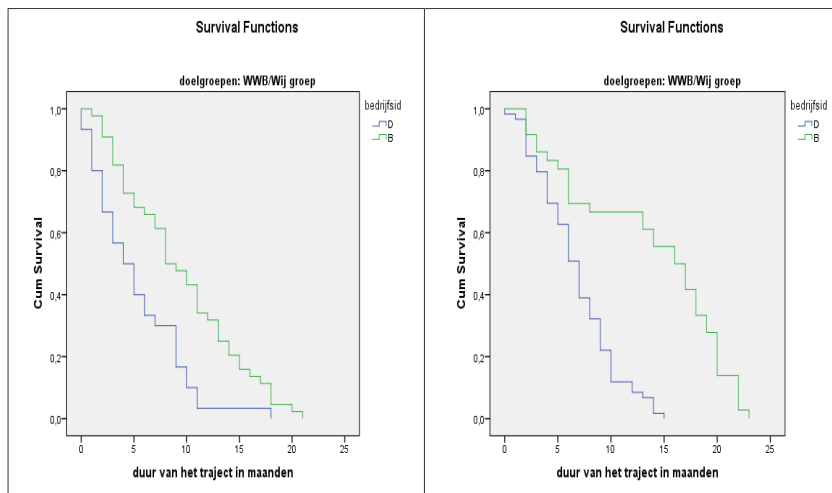 Survival Functions
doelgroepen: WWB/Wij groep
bedrijfsid
D
B
1,0
0,8
0,6
0,4
0,2
0,0
Cum Survival
0 5 10 15 20 25
duur van het traject in maanden
Survival Functions
doelgroepen: WWB/Wij groep
bedrijfsid
D
B
1,0
0,8
0,6
0,4
0,2
0,0
Cum Survival
0 5 10 15 20 25
duur van het traject in maanden